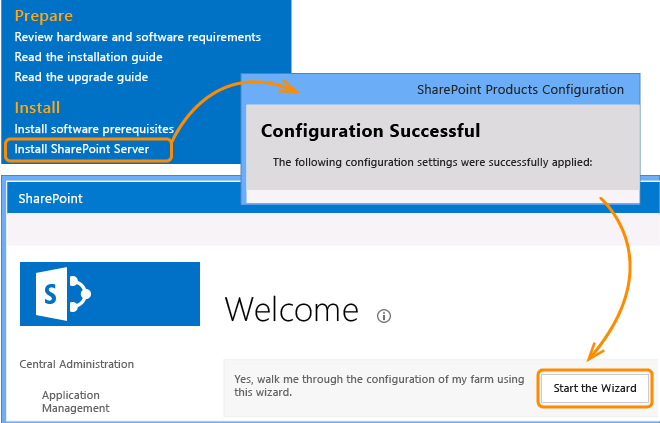 Prepare
Review hardware and software requirements
Read the installation guide
Read the upgrade guide
Install
Install software prerequisites
Install SharePoint Server
SharePoint Products Configuration
Configuration Successful
The following configuration settings were successfully applied:
SharePoint
S
Welcome
Central Administration
Application
Management
Yes, walk me through the configuration of my farm using
this wizard.
Start the Wizard